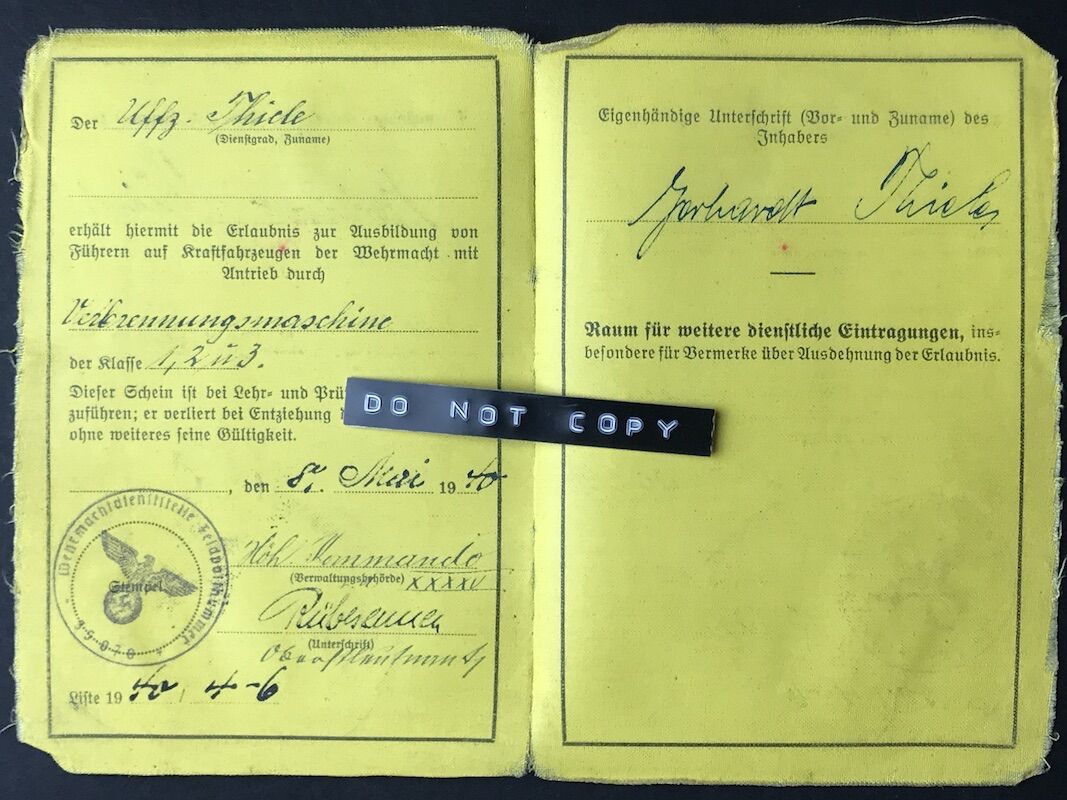 Der Uffz. Thiele
(Dienstgrad, Zuname)
erhält hiermit die Erlaubnis zur Ausbildung von
Führern auf Kraftfahrzeugen der Wehrmacht mit
Antrieb durch
Verbrennungsmaschine
der Klasse 1, 2 u 3.
Dieser Schein ist bei Lehr- und Prü
zuführen; er verliert bei Entziehung
ohne weiteres seine Gültigkeit.
, den 8. Mai 1940
Wehrmachtdienststelle Feldpostnummer
Stempel
Höh. Kommando
(Verwaltungsbehörde) XXXXV
(Unterschrift)
Oberstleutnant
Liste 1940 / 4-6
Eigenhändige Unterschrift (Vor- und Zuname) des
Inhabers
Gerhardt Thiele
Raum für weitere dienstliche Eintragungen, ins-
besondere für Vermerke über Ausdehnung der Erlaubnis.
DO NOT COPY